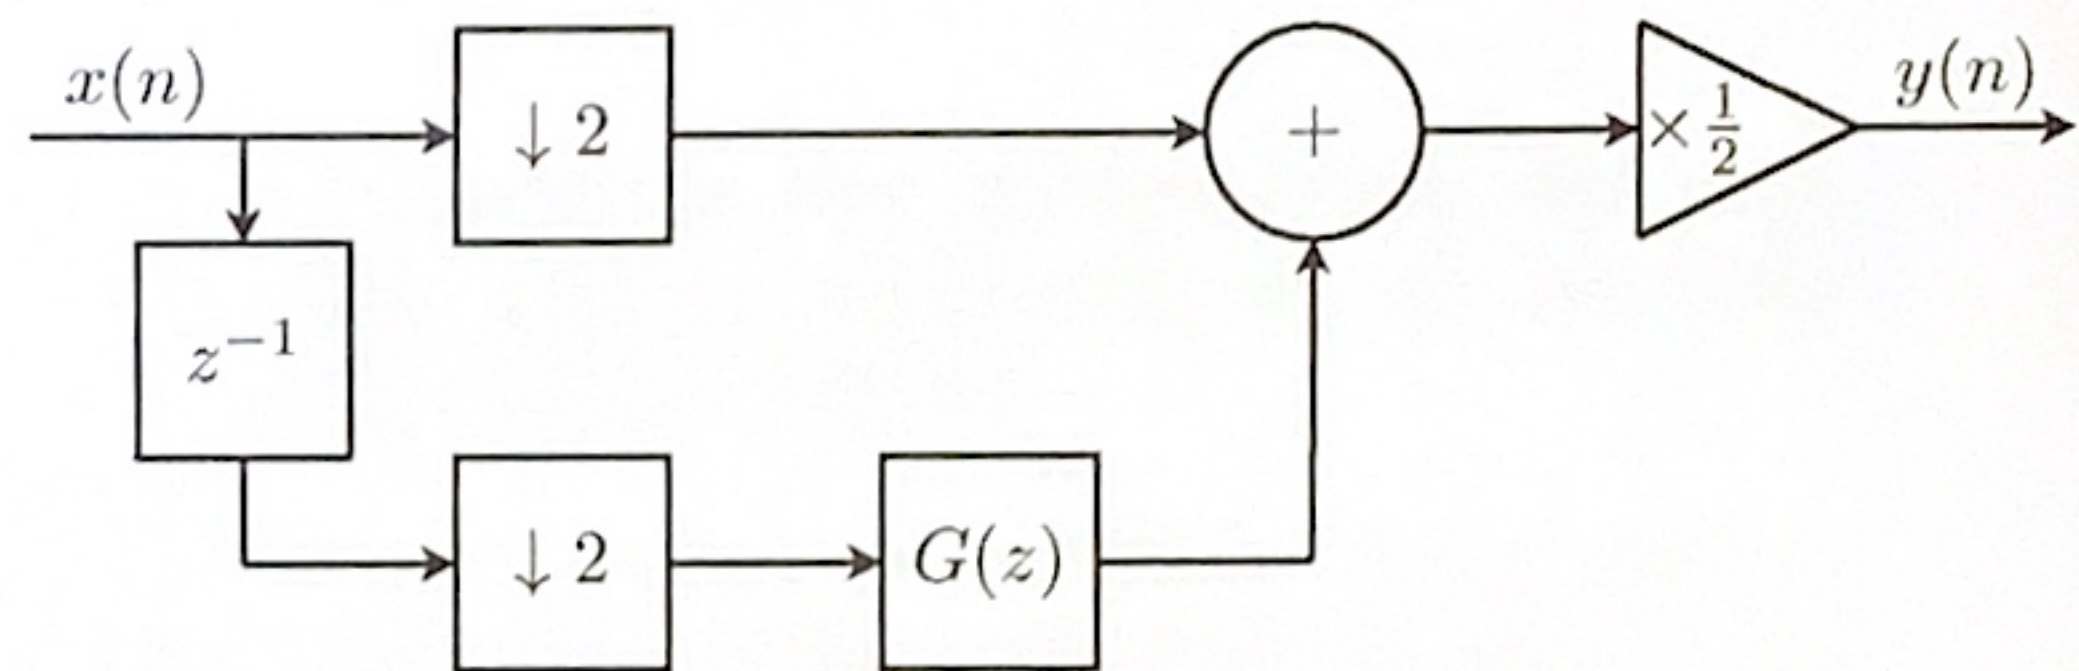 x(n)
↓ 2
+
× 1/2
y(n)
z⁻¹
↓ 2
G(z)